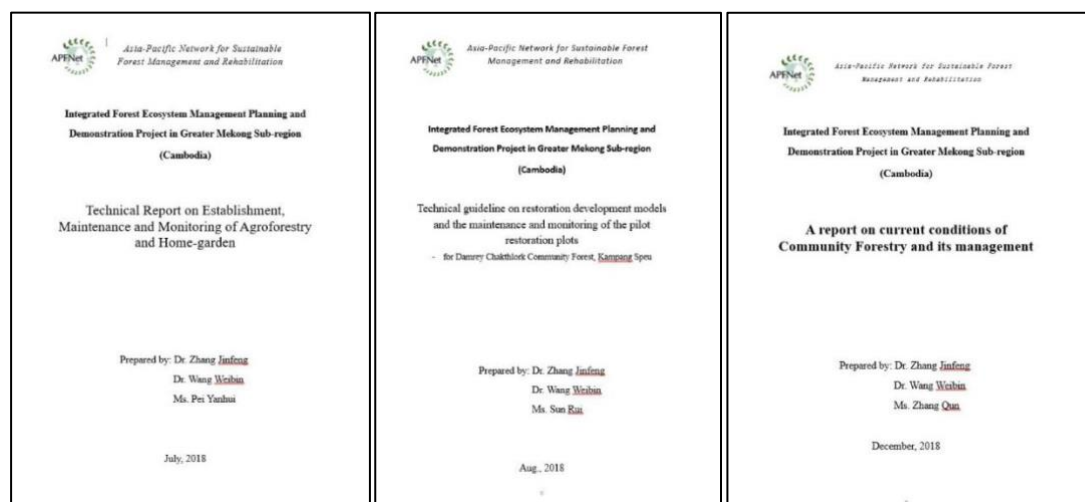 APFNet
Asia-Pacific Network for Sustainable
Forest Management and Rehabilitation
Integrated Forest Ecosystem Management Planning and
Demonstration Project in Greater Mekong Sub-region
(Cambodia)
Technical Report on Establishment,
Maintenance and Monitoring of Agroforestry
and Home-garden
Prepared by: Dr. Zhang Jinfeng
Dr. Wang Weibin
Ms. Pei Yanhui
July, 2018
APFNet
Asia-Pacific Network for Sustainable Forest
Management and Rehabilitation
Integrated Forest Ecosystem Management Planning and
Demonstration Project in Greater Mekong Sub-region
(Cambodia)
Technical guideline on restoration development models
and the maintenance and monitoring of the pilot
restoration plots
- for Damrey Chakthlork Community Forest, Kampang Speu
Prepared by: Dr. Zhang Jinfeng
Dr. Wang Weibin
Ms. Sun Rui
Aug., 2018
APFNet
Asia-Pacific Network for Sustainable Forest
Management and Rehabilitation
Integrated Forest Ecosystem Management Planning and
Demonstration Project in Greater Mekong Sub-region
(Cambodia)
A report on current conditions of
Community Forestry and its management
Prepared by: Dr. Zhang Jinfeng
Dr. Wang Weibin
Ms. Zhang Qun
December, 2018